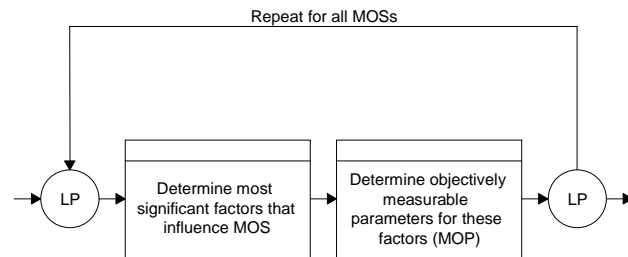 Repeat for all MOSs
LP
Determine most
significant factors that
influence MOS
Determine objectively
measurable
parameters for these
factors (MOP)
LP